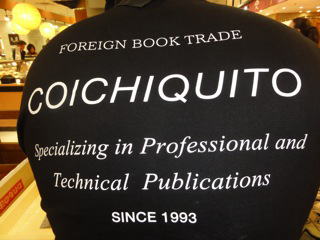 FOREIGN BOOK TRADE
COICHIQUITO
Specializing in Professional and
Technical Publications
SINCE 1993